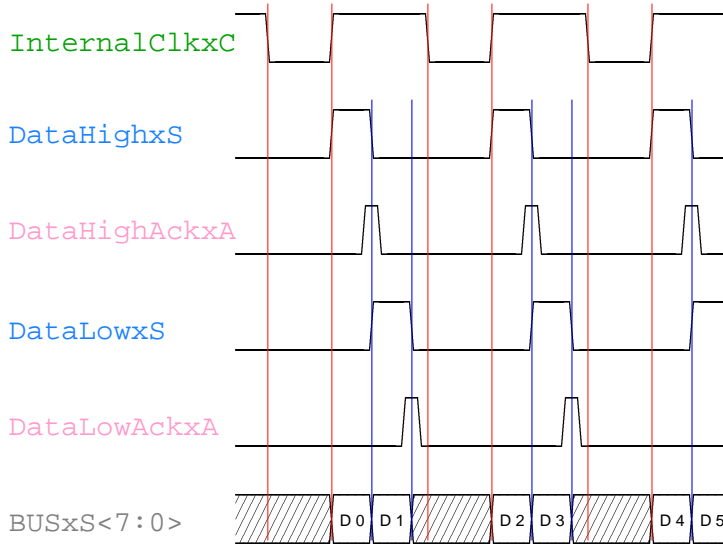 InternalClkxC
DataHighxS
DataHighAckxA
DataLowxS
DataLowAckxA
BUSxS<7:0> D0 D1 D2 D3 D4 D5